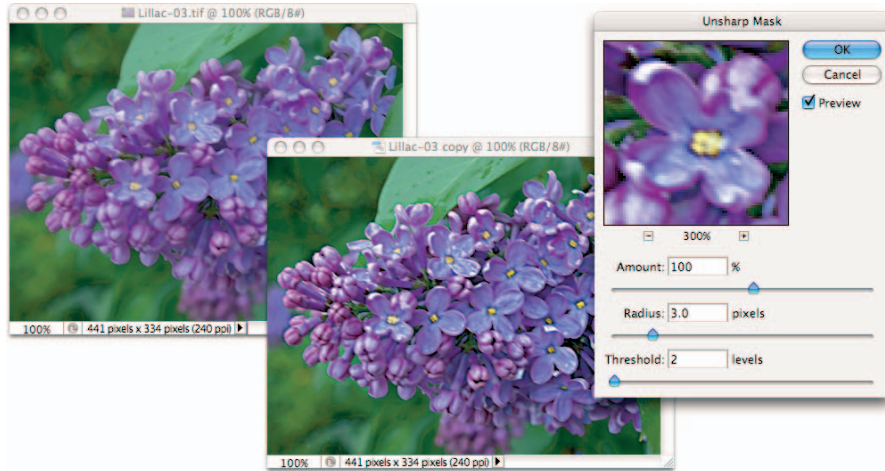 Lillac-03.tif @ 100% (RGB/8#)
100%
441 pixels x 334 pixels (240 ppi)
Lillac-03 copy @ 100% (RGB/8#)
100%
441 pixels x 334 pixels (240 ppi)
Unsharp Mask
OK
Cancel
Preview
300%
Amount: 100 %
Radius: 3.0 pixels
Threshold: 2 levels